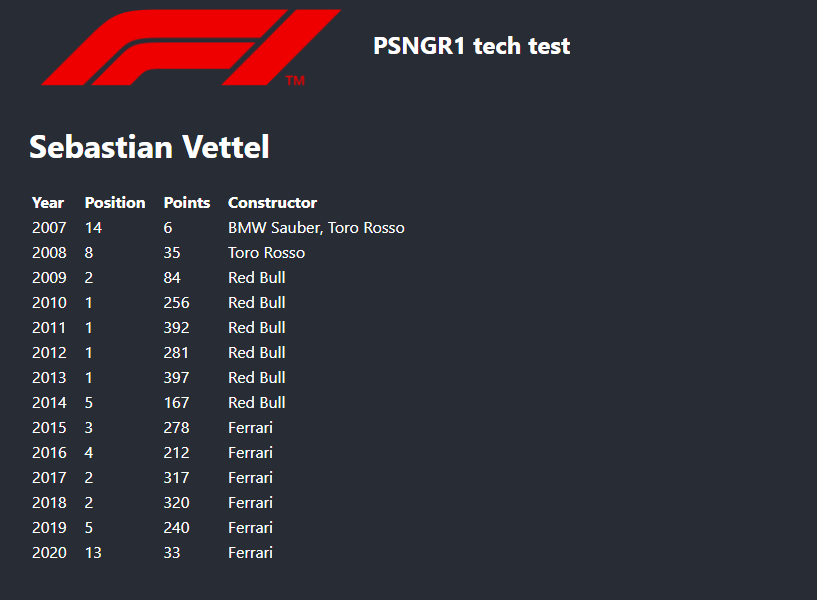 F1 TM
PSNGR1 tech test
Sebastian Vettel
Year Position Points Constructor
2007 14 6 BMW Sauber, Toro Rosso
2008 8 35 Toro Rosso
2009 2 84 Red Bull
2010 1 256 Red Bull
2011 1 392 Red Bull
2012 1 281 Red Bull
2013 1 397 Red Bull
2014 5 167 Red Bull
2015 3 278 Ferrari
2016 4 212 Ferrari
2017 2 317 Ferrari
2018 2 320 Ferrari
2019 5 240 Ferrari
2020 13 33 Ferrari